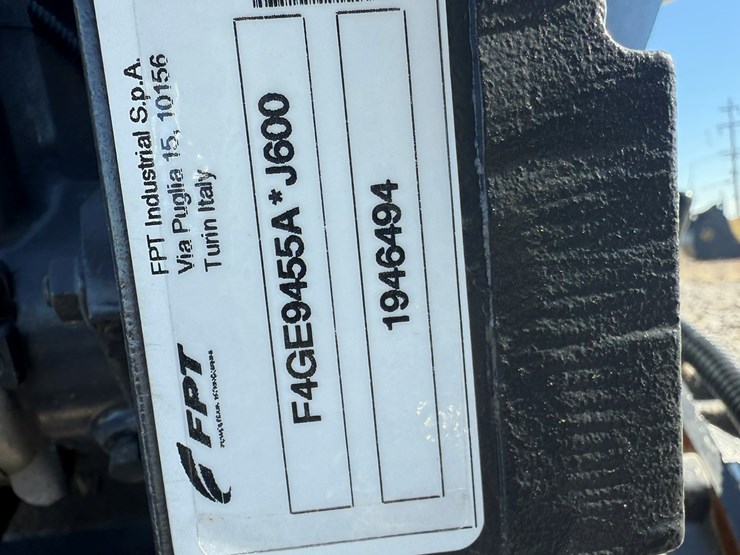 FPT
FPT Industrial S.p.A.
Via Puglia 15, 10156
Turin Italy
F4GE9455A*J600
1946494